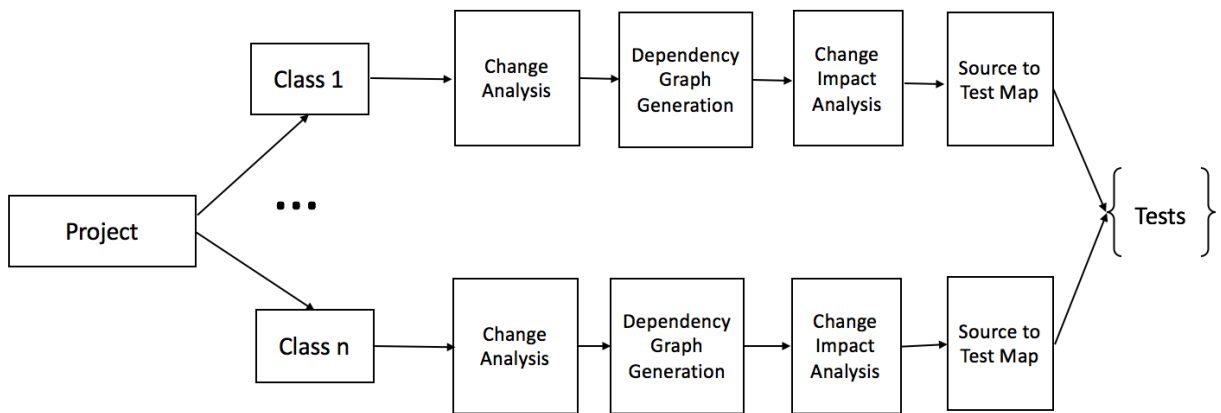 Class 1
Change
Analysis
Dependency
Graph
Generation
Change
Impact
Analysis
Source to
Test Map
...
Project
{ Tests }
Class n
Change
Analysis
Dependency
Graph
Generation
Change
Impact
Analysis
Source to
Test Map